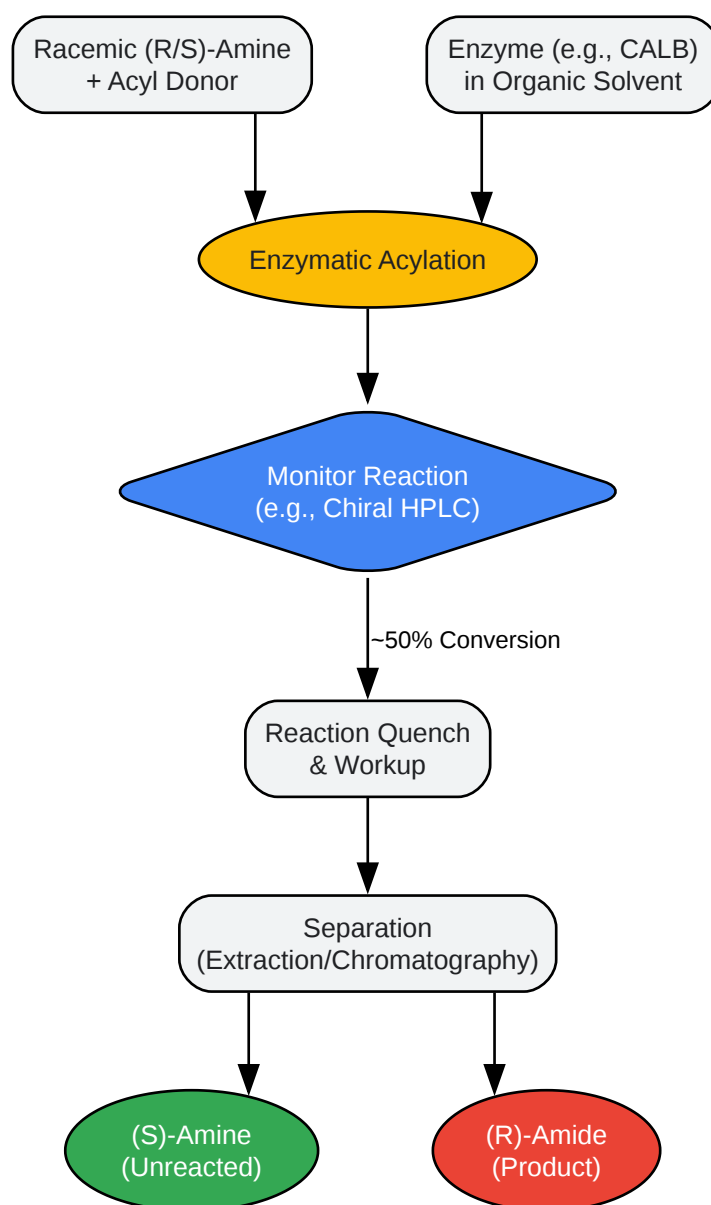 Racemic (R/S)-Amine
+ Acyl Donor
Enzyme (e.g., CALB)
in Organic Solvent
Enzymatic Acylation
Monitor Reaction
(e.g., Chiral HPLC)
~50% Conversion
Reaction Quench
& Workup
Separation
(Extraction/Chromatography)
(S)-Amine
(Unreacted)
(R)-Amide
(Product)